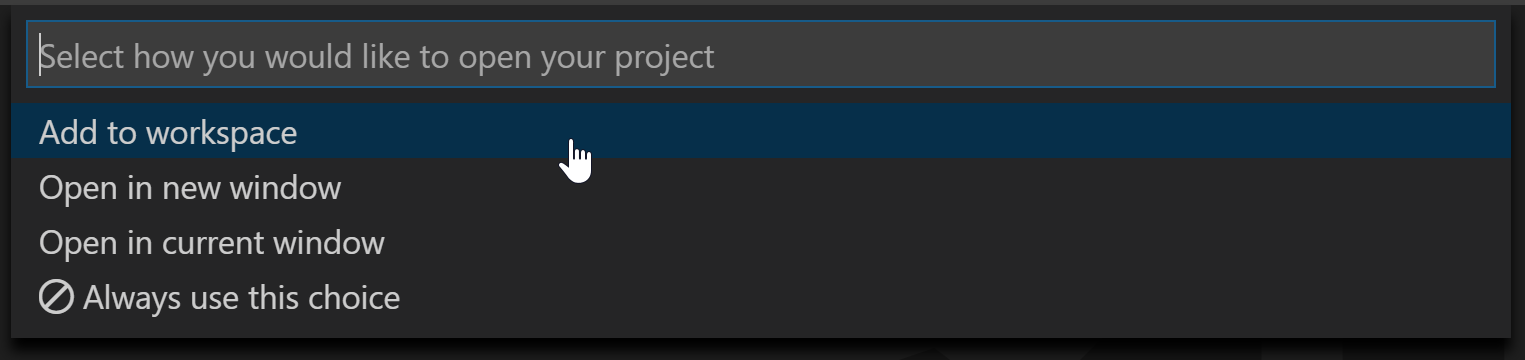 Select how you would like to open your project
Add to workspace
Open in new window
Open in current window
Always use this choice